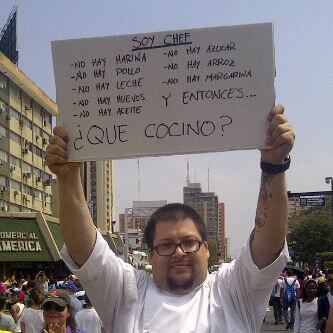 SOY CHEF
-NO HAY HARINA
-NO HAY POLLO
-NO HAY LECHE
-NO HAY HUEVOS
-NO HAY ACEITE
-NO HAY AZUCAR
-NO HAY ARROZ
-NO HAY MARGARINA
Y ENTONCES...
¿QUE COCINO?
OMERCIAL
AMERICA